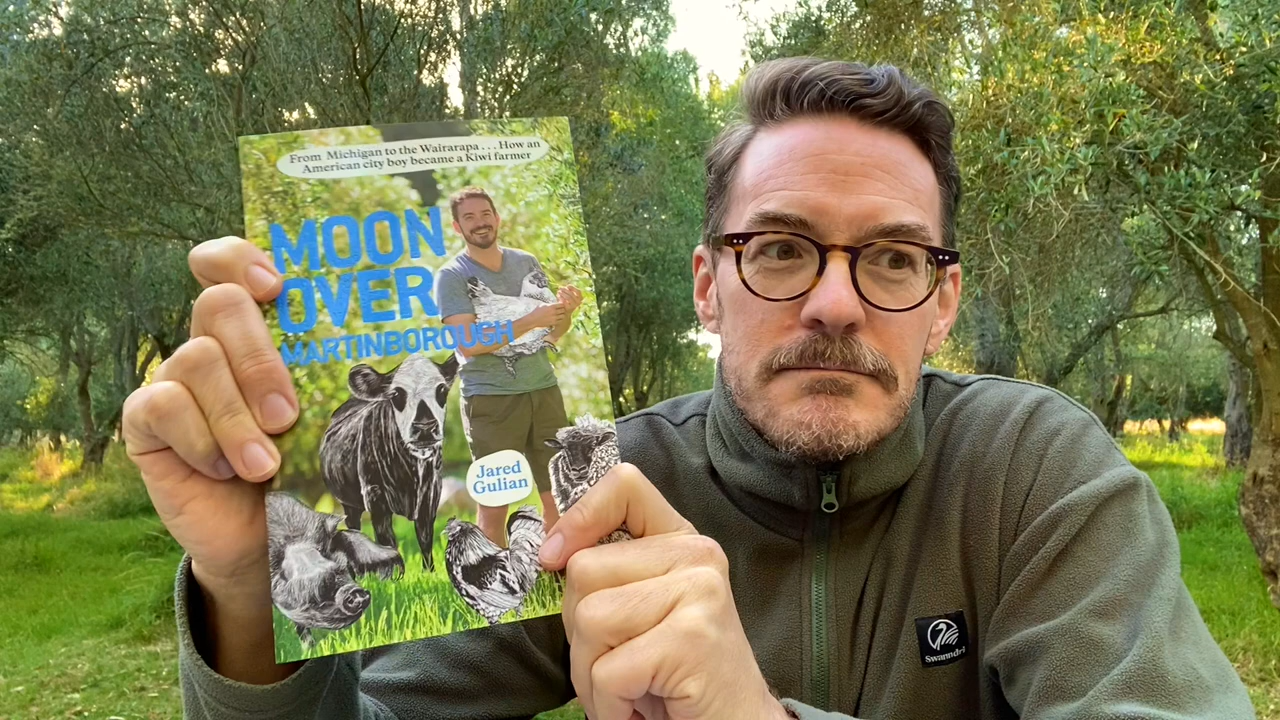 From Michigan to the Wairarapa . . . How an
American city boy became a Kiwi farmer
MOON
OVER
MARTINBOROUGH
Jared
Gulian
Swanndri